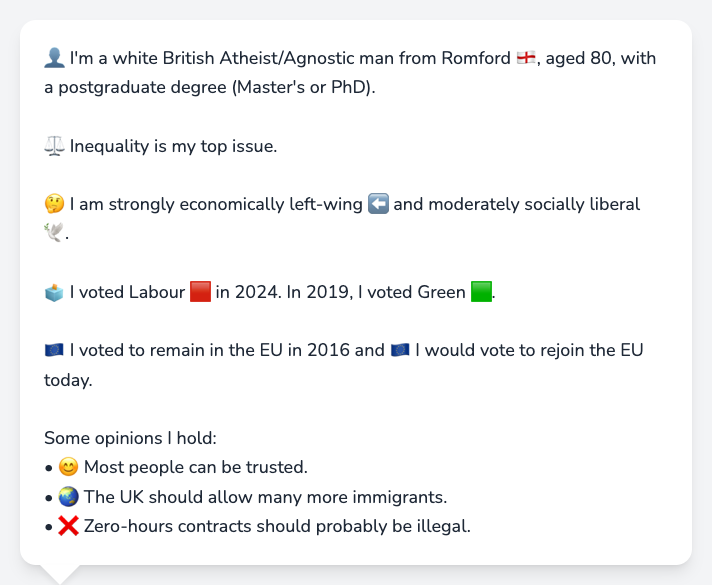 👤 I'm a white British Atheist/Agnostic man from Romford 🏴󠁧󠁢󠁥󠁮󠁧󠁿, aged 80, with
a postgraduate degree (Master's or PhD).
⚖️ Inequality is my top issue.
🤔 I am strongly economically left-wing ⬅️ and moderately socially liberal
🕊️.
🗳️ I voted Labour 🟥 in 2024. In 2019, I voted Green 🟩.
🇪🇺 I voted to remain in the EU in 2016 and 🇪🇺 I would vote to rejoin the EU
today.
Some opinions I hold:
• 😊 Most people can be trusted.
• 🌏 The UK should allow many more immigrants.
• ❌ Zero-hours contracts should probably be illegal.